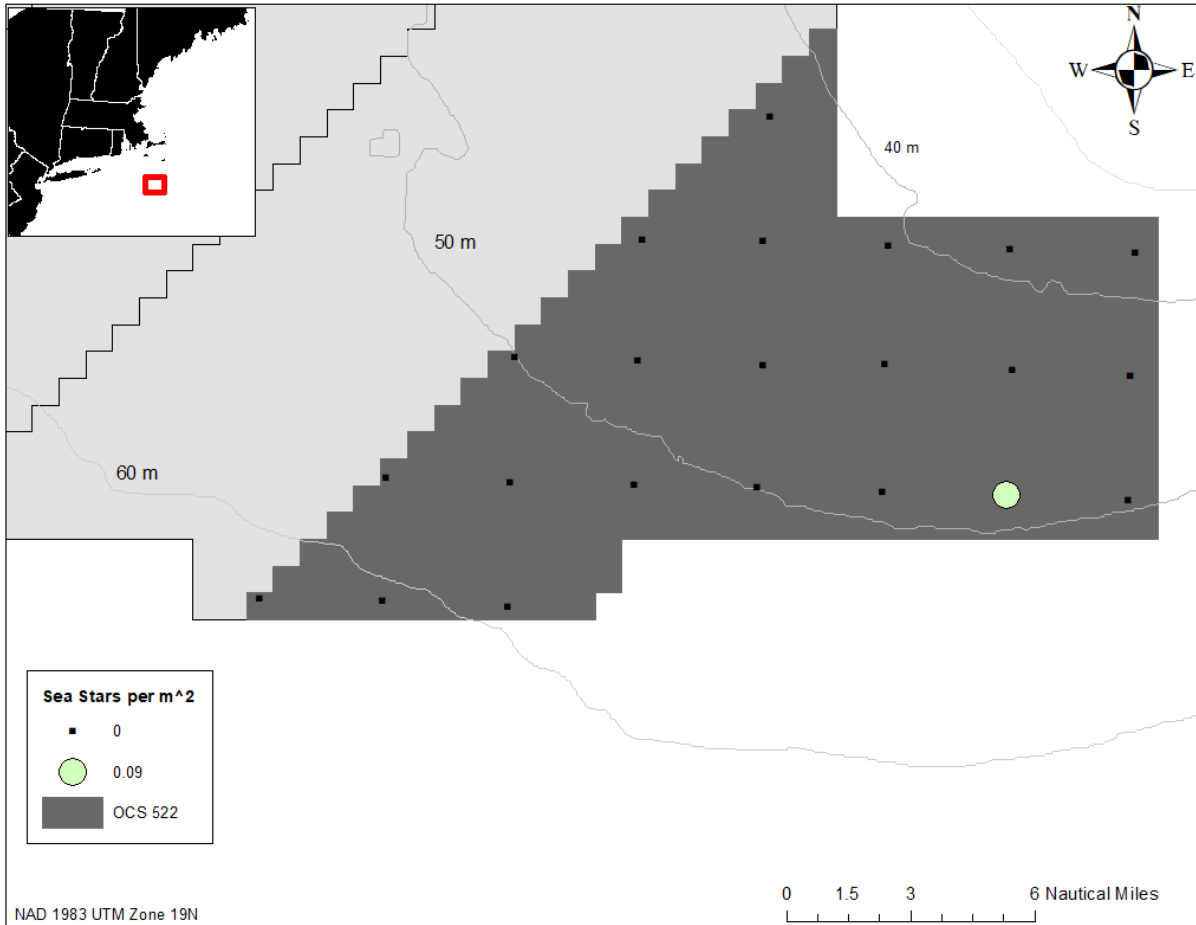 N
W E
S
40 m
50 m
60 m
Sea Stars per m^2
0
0.09
OCS 522
0 1.5 3 6 Nautical Miles
NAD 1983 UTM Zone 19N